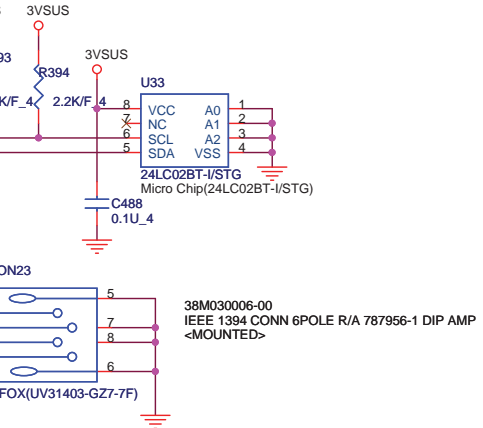 3VSUS
93
R394
3VSUS
K/F_4
2.2K/F_4
U33
8 VCC A0 1
7 NC A1 2
6 SCL A2 3
5 SDA VSS 4
24LC02BT-I/STG
Micro Chip(24LC02BT-I/STG)
C488
0.1U_4
ON23
5
7
8
6
38M030006-00
IEEE 1394 CONN 6POLE R/A 787956-1 DIP AMP
<MOUNTED>
FOX(UV31403-GZ7-7F)